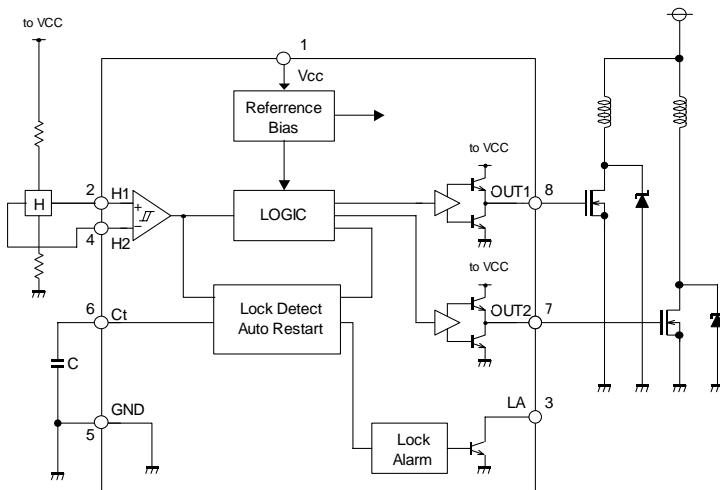 to VCC
1
Vcc
Referrence
Bias
to VCC
2
H1
H
+
−
4
H2
LOGIC
OUT1
8
to VCC
6
Ct
Lock Detect
Auto Restart
OUT2
7
C
GND
5
LA
3
Lock
Alarm